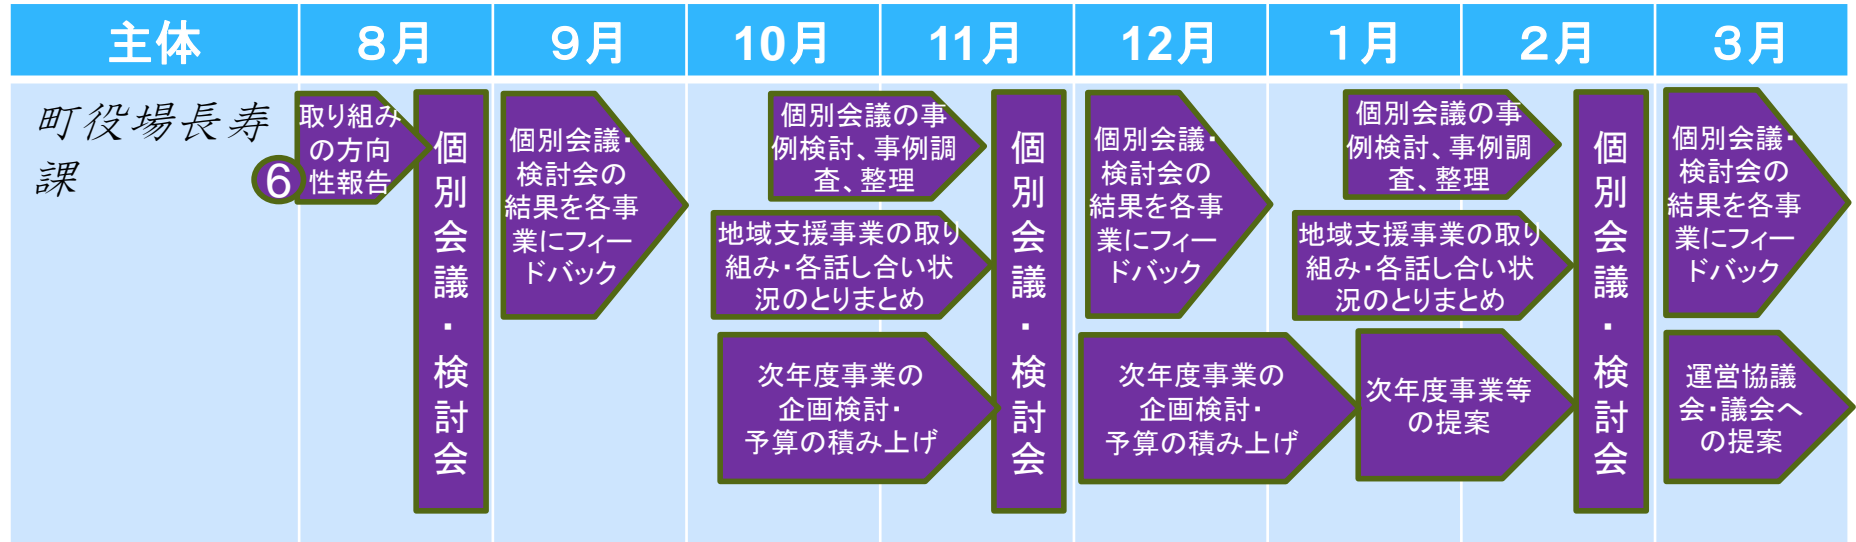 主体
８月
９月
10月
11月
12月
１月
２月
３月
町役場長寿
課
⑥
取り組み
の方向
性報告
個別会議・検討会
個別会議・
検討会の
結果を各事
業にフィー
ドバック
個別会議の事
例検討、事例調
査、整理
地域支援事業の取り
組み・各話し合い状
況のとりまとめ
次年度事業の
企画検討・
予算の積み上げ
個別会議・検討会
個別会議・
検討会の
結果を各事
業にフィー
ドバック
次年度事業の
企画検討・
予算の積み上げ
個別会議の事
例検討、事例調
査、整理
地域支援事業の取り
組み・各話し合い状
況のとりまとめ
次年度事業等
の提案
個別会議・検討会
個別会議・
検討会の
結果を各事
業にフィー
ドバック
運営協議
会・議会へ
の提案